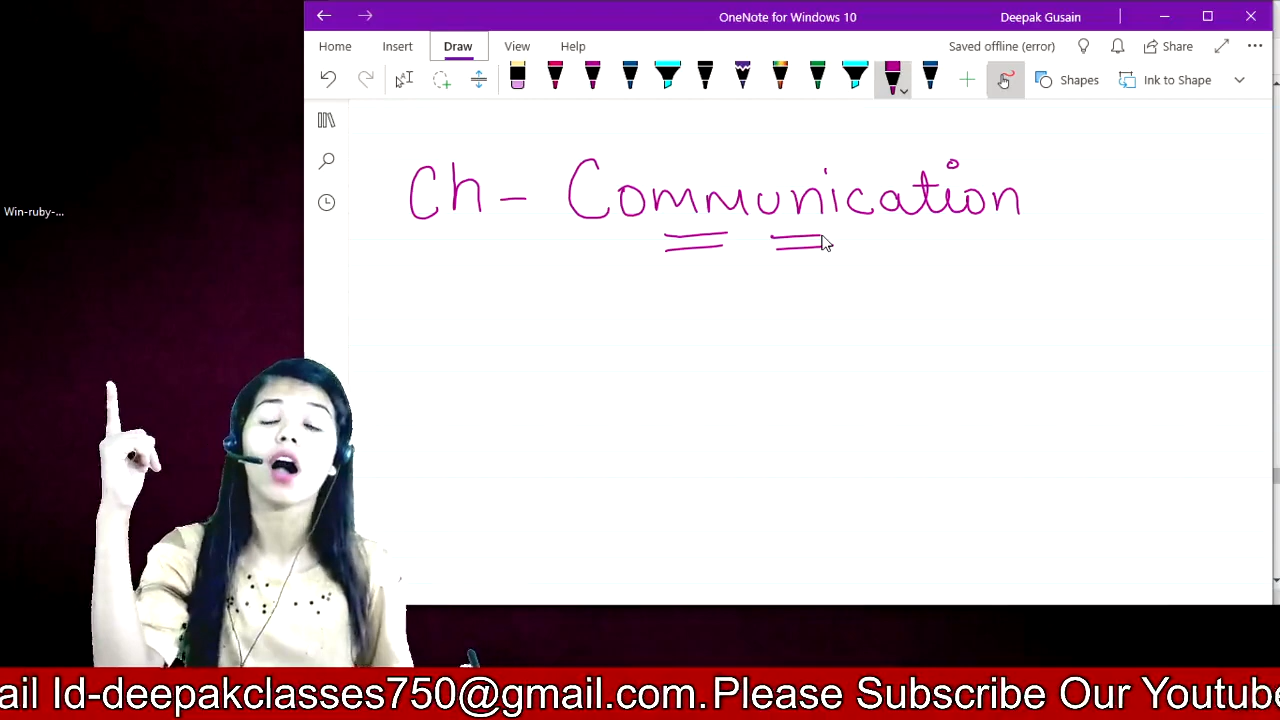 OneNote for Windows 10
Deepak Gusain
Home Insert Draw View Help
Saved offline (error)
Share
Shapes
Ink to Shape
Win-ruby-...
Ch - Communication
ail Id-deepakclasses750@gmail.com.Please Subscribe Our Youtube